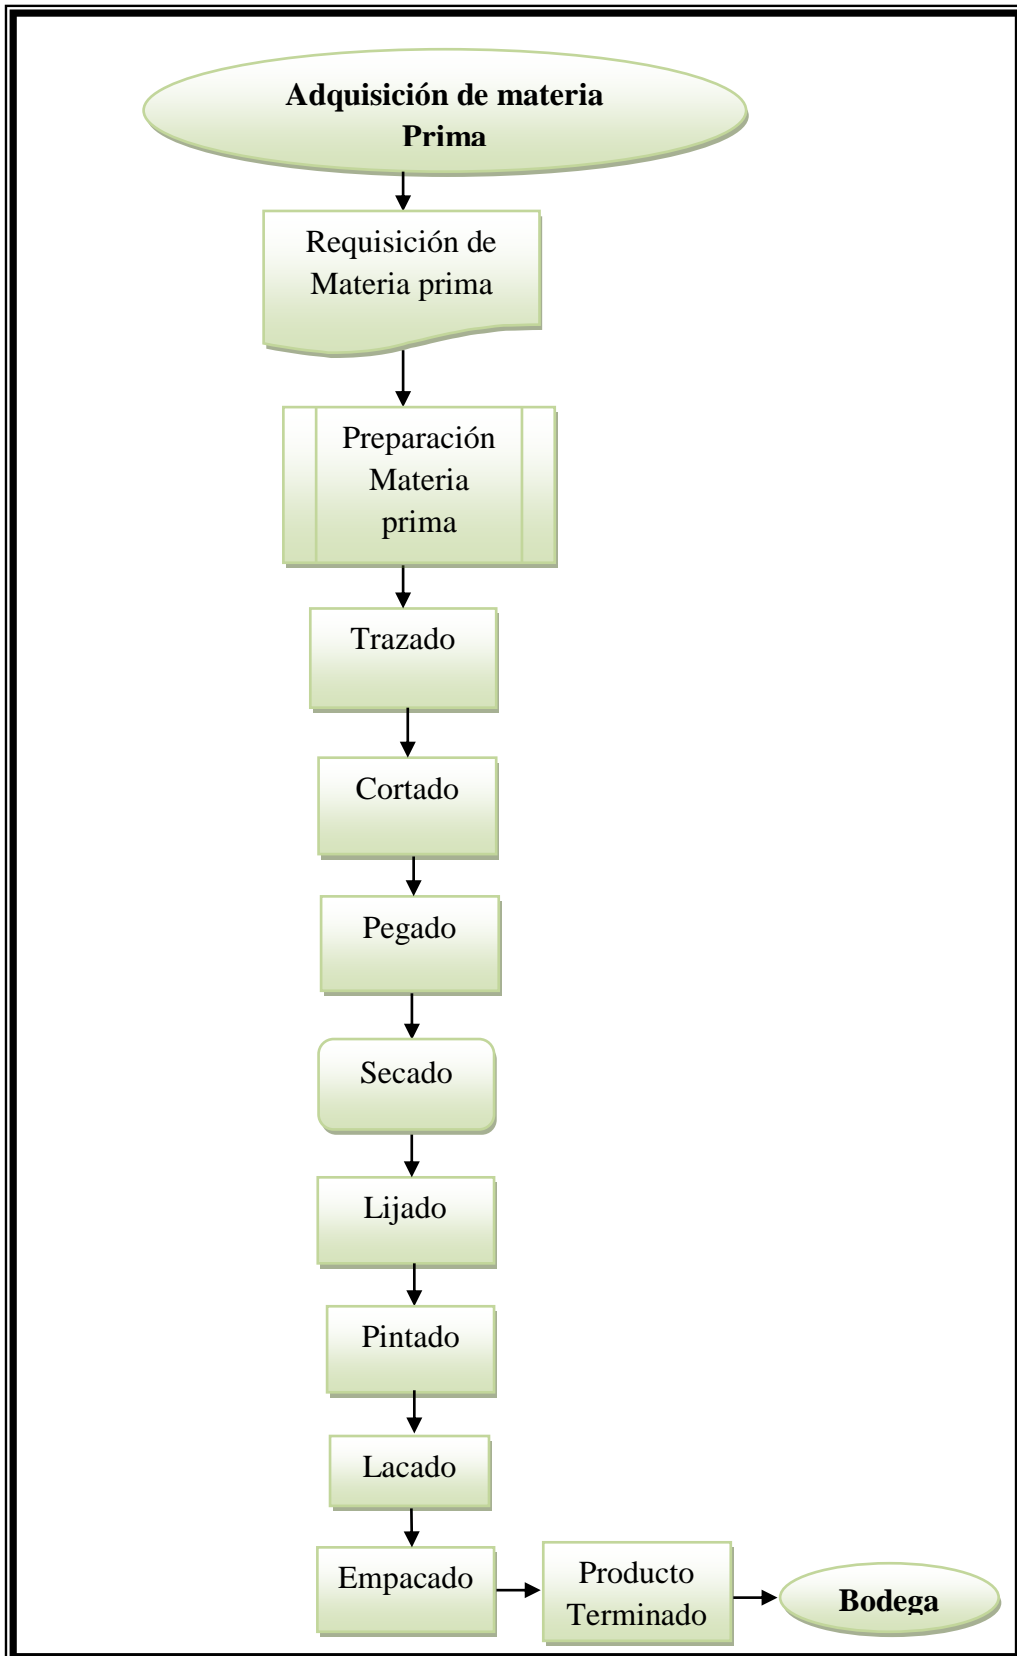 Adquisición de materia
Prima
Requisición de
Materia prima
Preparación
Materia
prima
Trazado
Cortado
Pegado
Secado
Lijado
Pintado
Lacado
Empacado
Producto
Terminado
Bodega